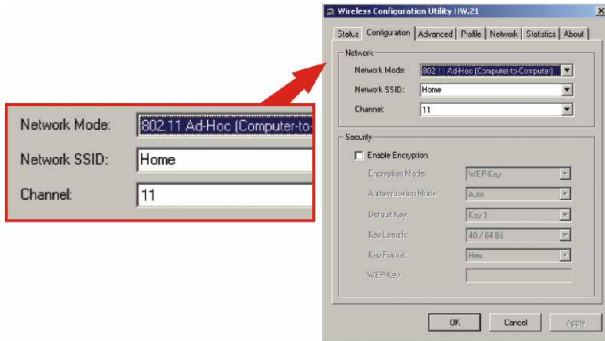 Wireless Configuration Utility HW.21
Status Configuration Advanced Profile Network Statistics About
Network
Network Mode: 802.11 Ad-Hoc (Computer-to-Computer)
Network SSID: Home
Channel: 11
Security
Enable Encryption
Encryption Mode: WEP-Key
Authentication Mode: Auto
Default Key: Key 1
Key Length: 40 / 64 Bit
Key Format: Hex
WEP-Key:
OK Cancel Apply
Network Mode: 802.11 Ad-Hoc (Computer-to-
Network SSID: Home
Channel: 11